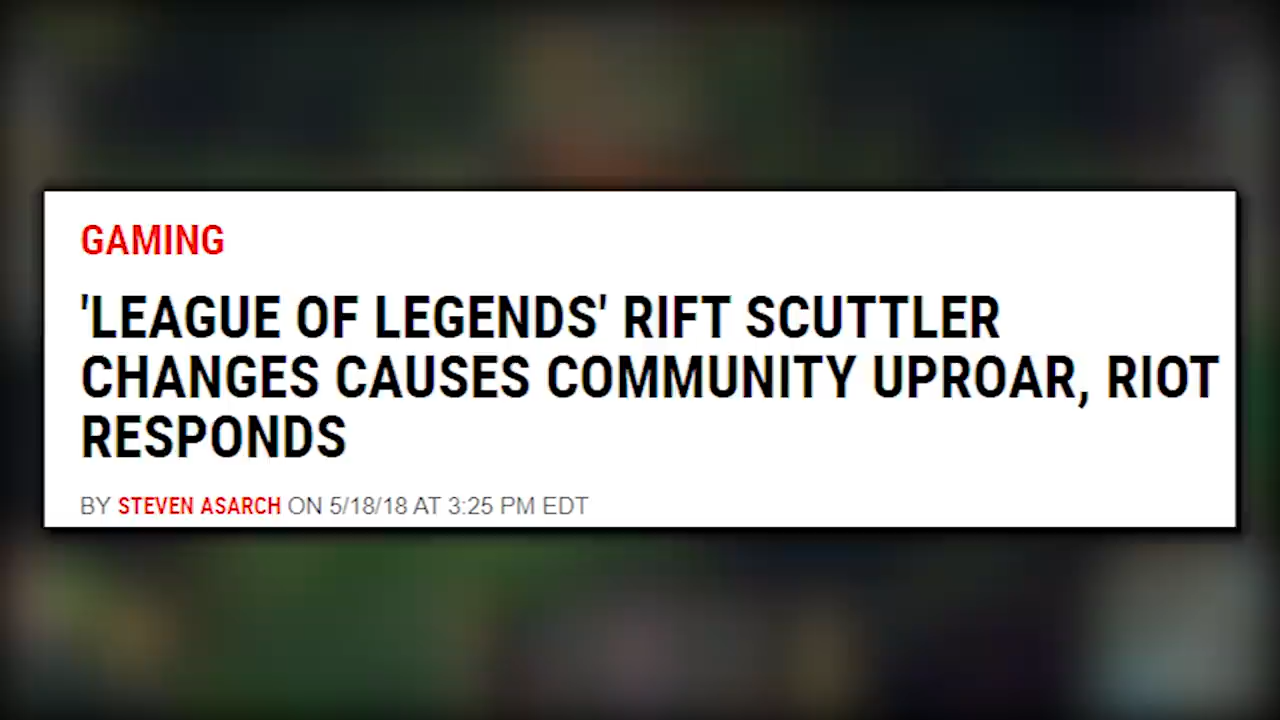 GAMING
'LEAGUE OF LEGENDS' RIFT SCUTTLER
CHANGES CAUSES COMMUNITY UPROAR, RIOT
RESPONDS
BY STEVEN ASARCH ON 5/18/18 AT 3:25 PM EDT